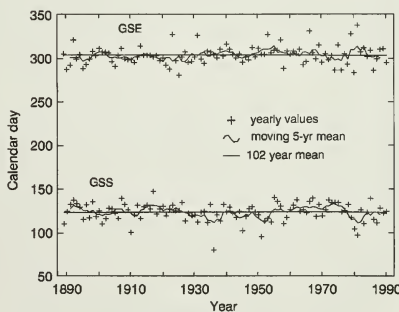 GSE
GSS
350
300
250
200
150
100
50
Calendar day
yearly values
moving 5-yr mean
102 year mean
1890
1910
1930
1950
1970
1990
Year